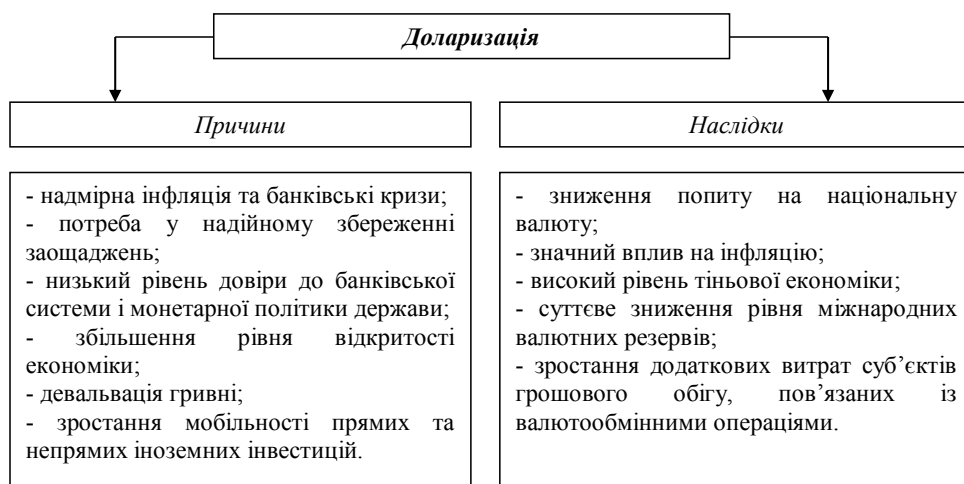 Доларизація
Причини
Наслідки
- надмірна інфляція та банківські кризи;
- потреба у надійному збереженні
заощаджень;
- низький рівень довіри до банківської
системи і монетарної політики держави;
- збільшення рівня відкритості
економіки;
- девальвація гривні;
- зростання мобільності прямих та
непрямих іноземних інвестицій.
- зниження попиту на національну
валюту;
- значний вплив на інфляцію;
- високий рівень тіньової економіки;
- суттєве зниження рівня міжнародних
валютних резервів;
- зростання додаткових витрат суб’єктів
грошового обігу, пов’язаних із
валютообмінними операціями.